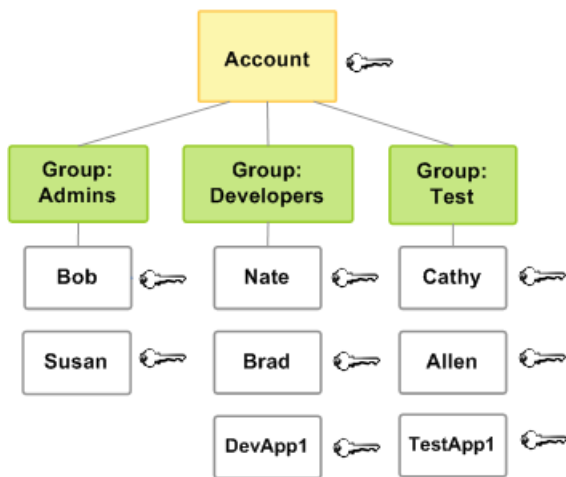 Account
Group:
Admins
Group:
Developers
Group:
Test
Bob
Nate
Cathy
Susan
Brad
Allen
DevApp1
TestApp1